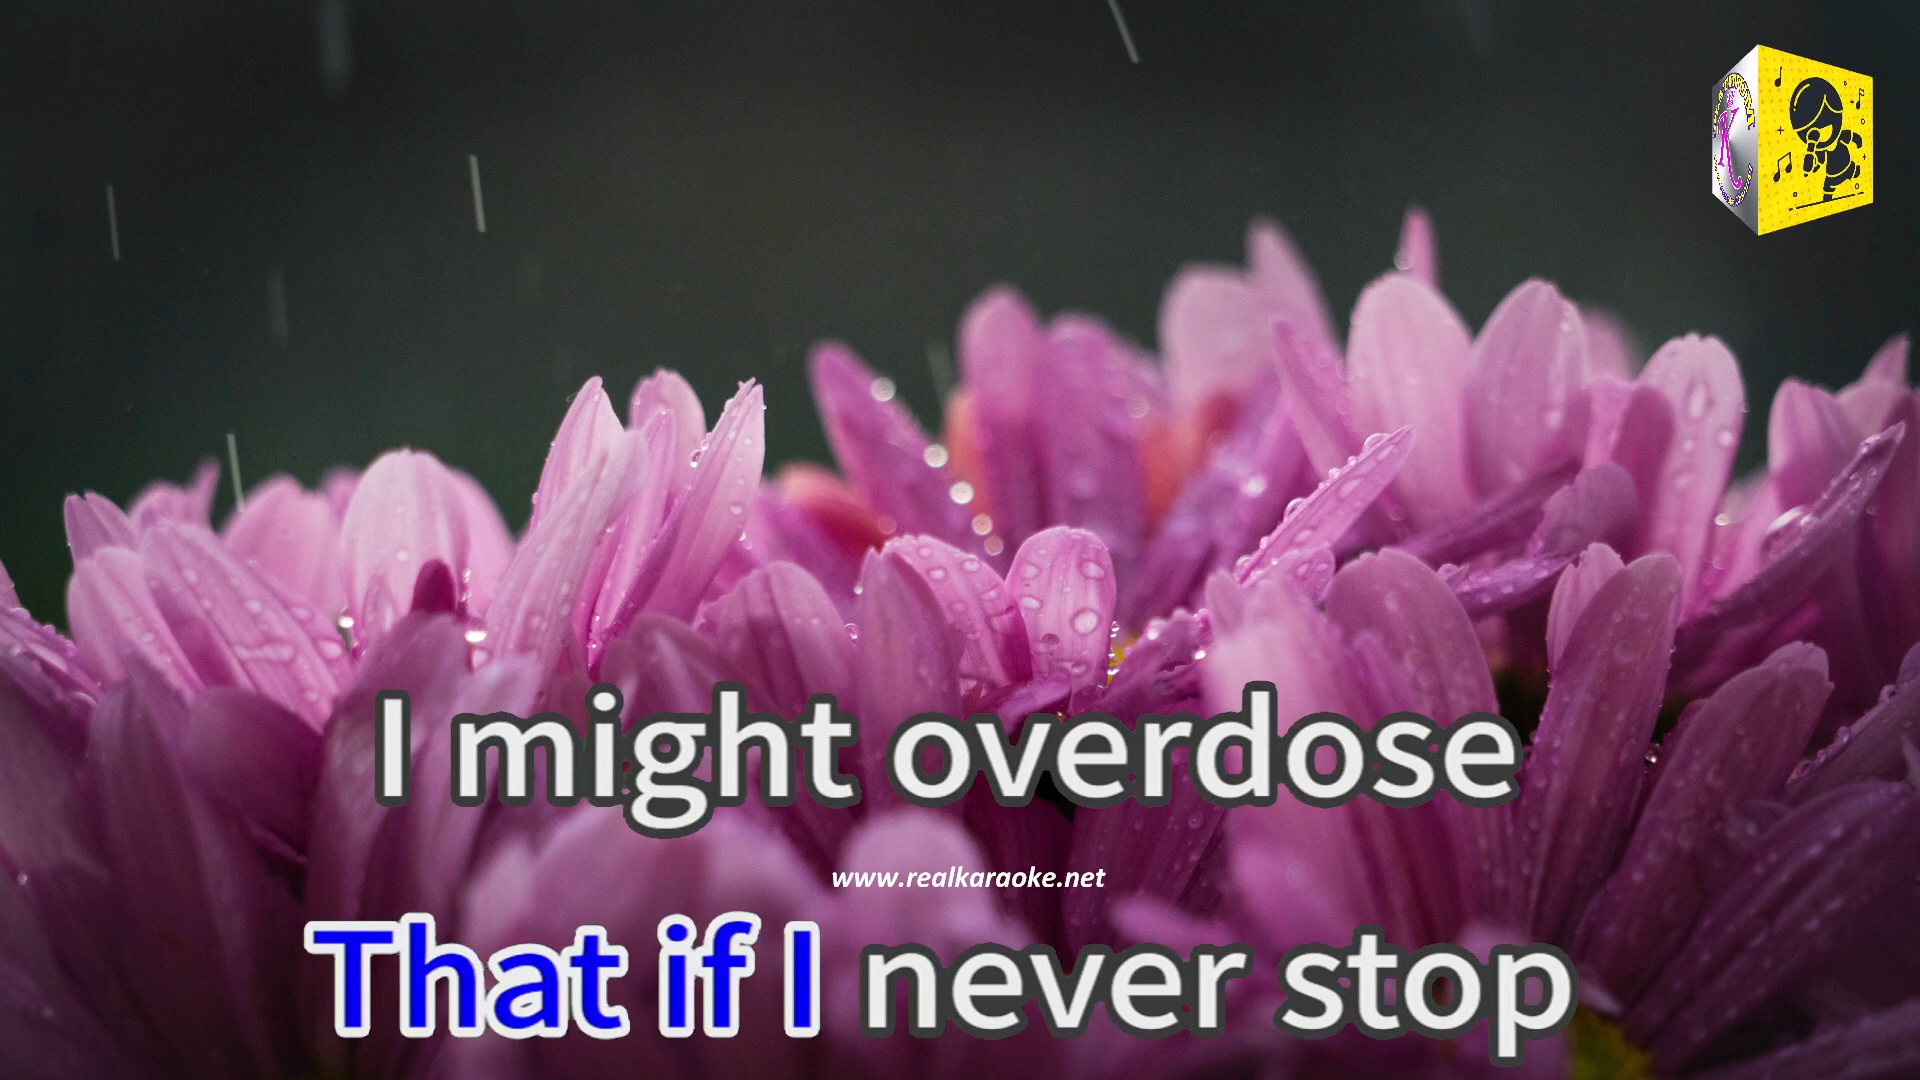 I might overdose
www.realkaraoke.net
That if I never stop